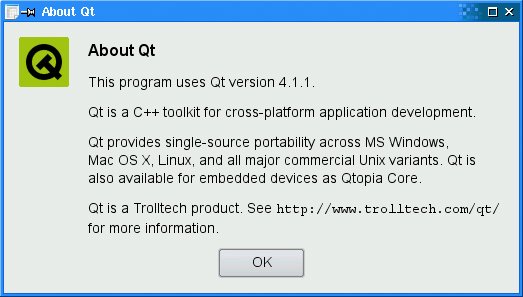 About Qt
About Qt
This program uses Qt version 4.1.1.
Qt is a C++ toolkit for cross-platform application development.
Qt provides single-source portability across MS Windows,
Mac OS X, Linux, and all major commercial Unix variants. Qt is
also available for embedded devices as Qtopia Core.
Qt is a Trolltech product. See http://www.trolltech.com/qt/
for more information.
OK